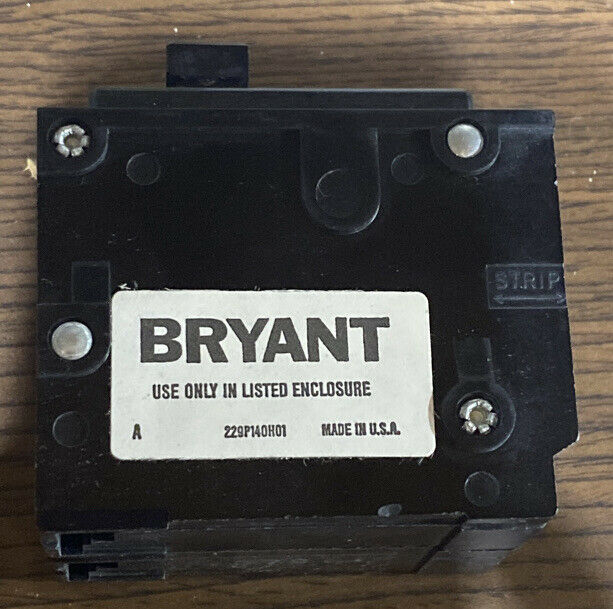 STRIP
BRYANT
USE ONLY IN LISTED ENCLOSURE
A 229P140H01 MADE IN U.S.A.